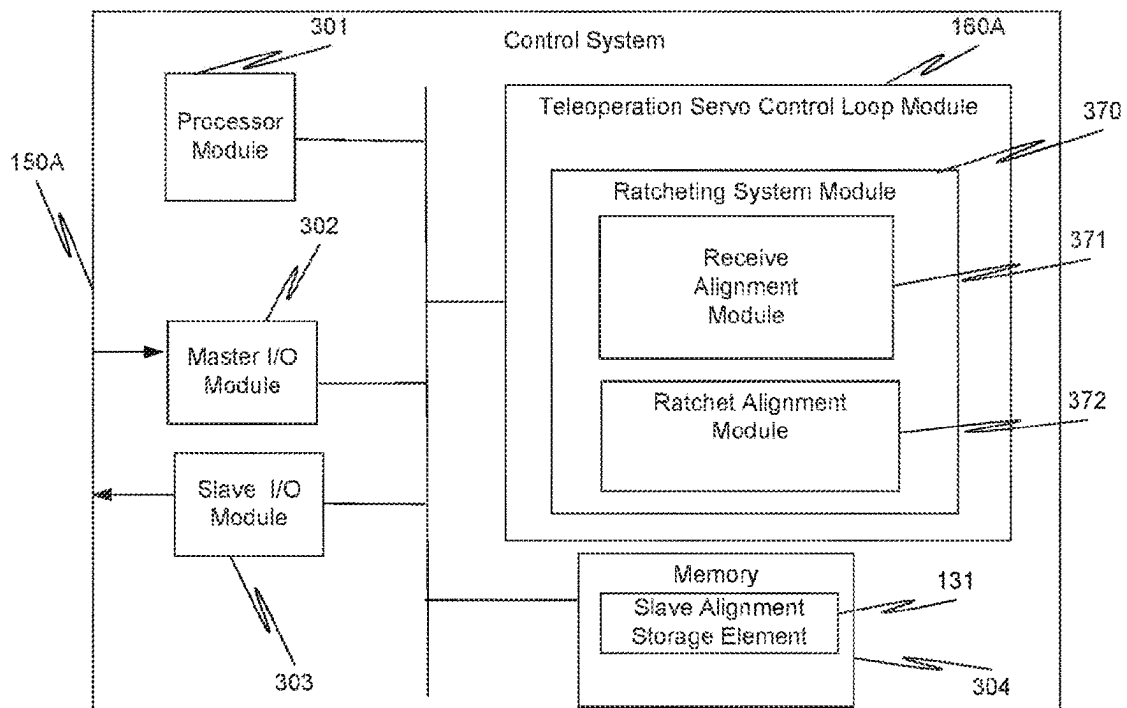 301
Control System
160A
Processor
Module
Teleoperation Servo Control Loop Module
370
150A
Ratcheting System Module
302
Receive
Alignment
Module
371
Master I/O
Module
Ratchet Alignment
Module
372
Slave I/O
Module
Memory
131
Slave Alignment
Storage Element
303
304